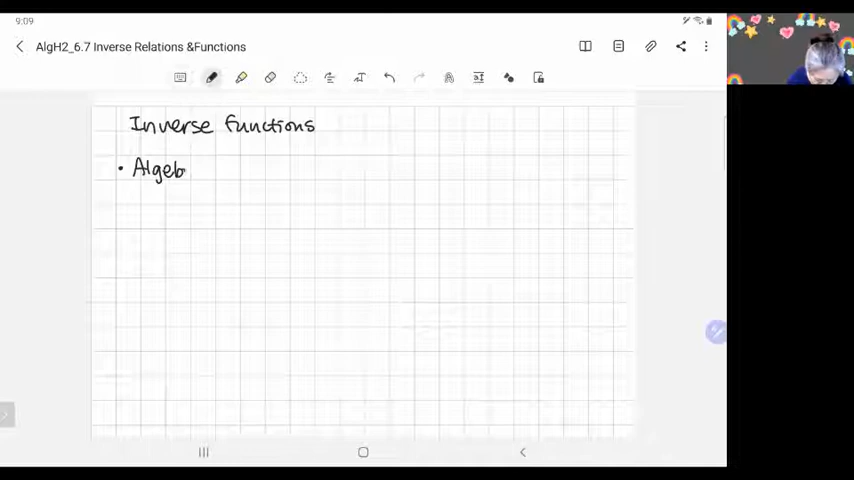 9:09
AlgH2_6.7 Inverse Relations &Functions
Inverse functions
• Algeb